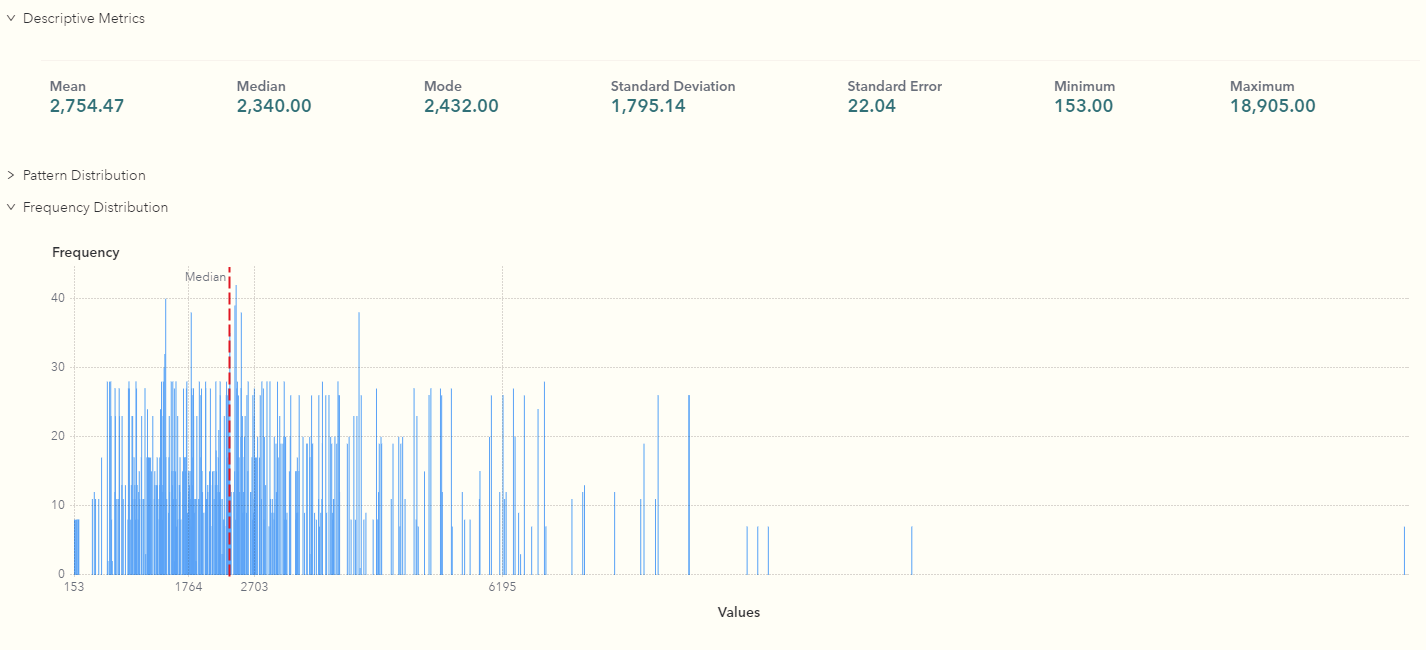 Descriptive Metrics
Mean Median Mode Standard Deviation Standard Error Minimum Maximum
2,754.47 2,340.00 2,432.00 1,795.14 22.04 153.00 18,905.00
Pattern Distribution
Frequency Distribution
Frequency
Median
40
30
20
10
0
153 1764 2703 6195
Values